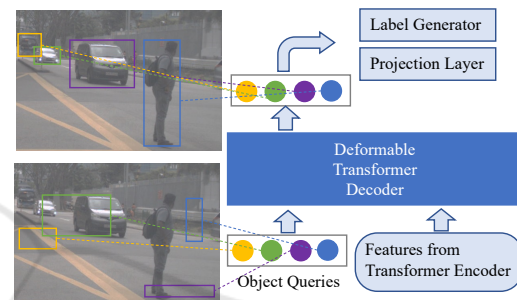 Label Generator
Projection Layer
Deformable
Transformer
Decoder
Features from
Transformer Encoder
Object Queries